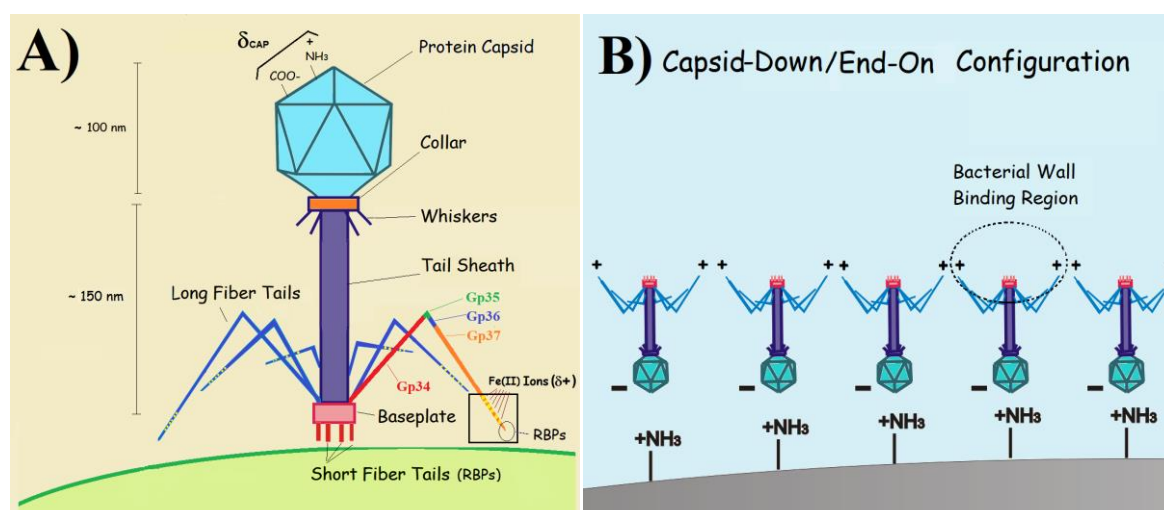 A)
δCAP
+
NH₃
COO-
Protein Capsid
~ 100 nm
Collar
Whiskers
Tail Sheath
~ 150 nm
Long Fiber Tails
Gp35
Gp36
Gp37
Gp34
Fe(II) Ions (δ+)
Baseplate
RBPs
Short Fiber Tails (RBPs)
B) Capsid-Down/End-On Configuration
Bacterial Wall
Binding Region
+ + + + + + + +
− − − − −
+NH₃ +NH₃ +NH₃ +NH₃ +NH₃